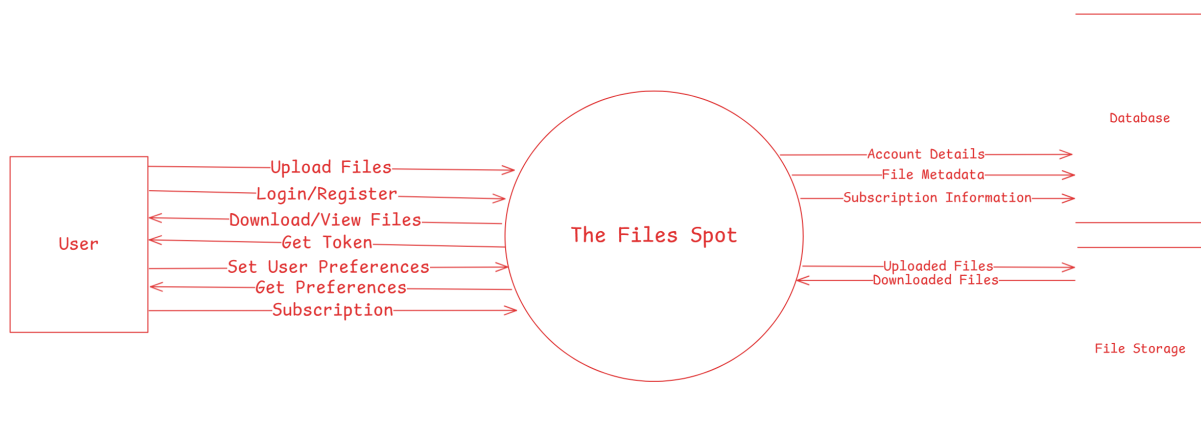 User
Upload Files
Login/Register
Download/View Files
Get Token
Set User Preferences
Get Preferences
Subscription
The Files Spot
Account Details
File Metadata
Subscription Information
Uploaded Files
Downloaded Files
Database
File Storage